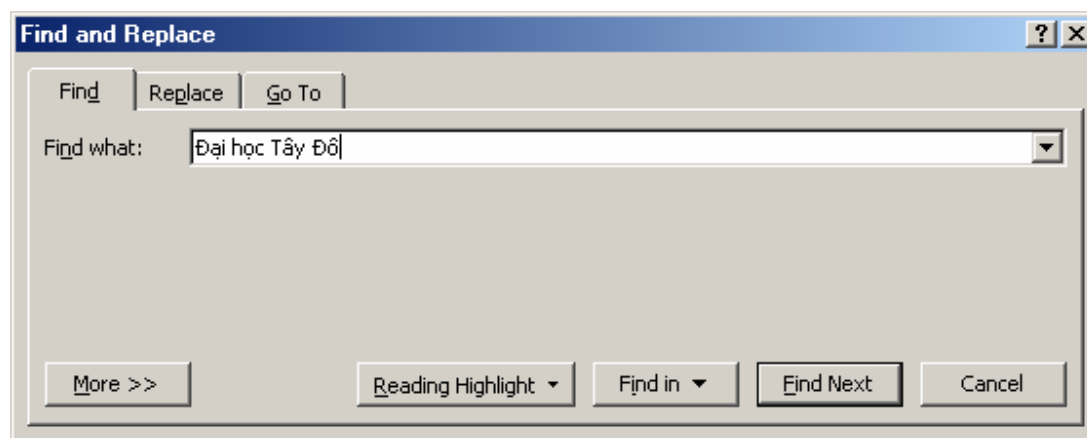 Find and Replace
Find Replace Go To
Find what: Đại học Tây Đô
More >> Reading Highlight Find in Find Next Cancel